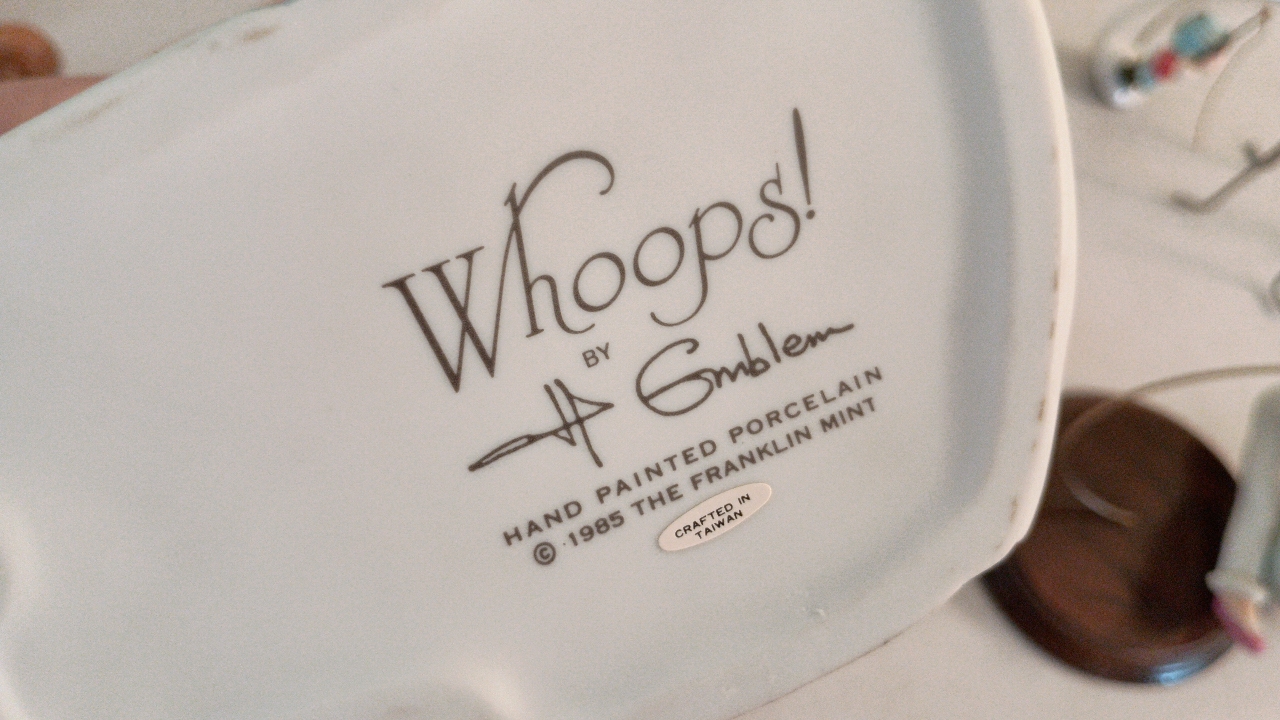 Whoops!
BY
Emblem
HAND PAINTED PORCELAIN
© 1985 THE FRANKLIN MINT
CRAFTED IN
TAIWAN